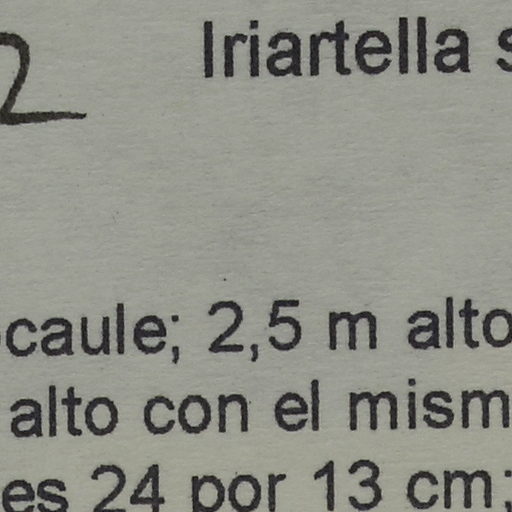 2 Iriartella s
caule; 2,5 m alto
alto con el mism
es 24 por 13 cm;